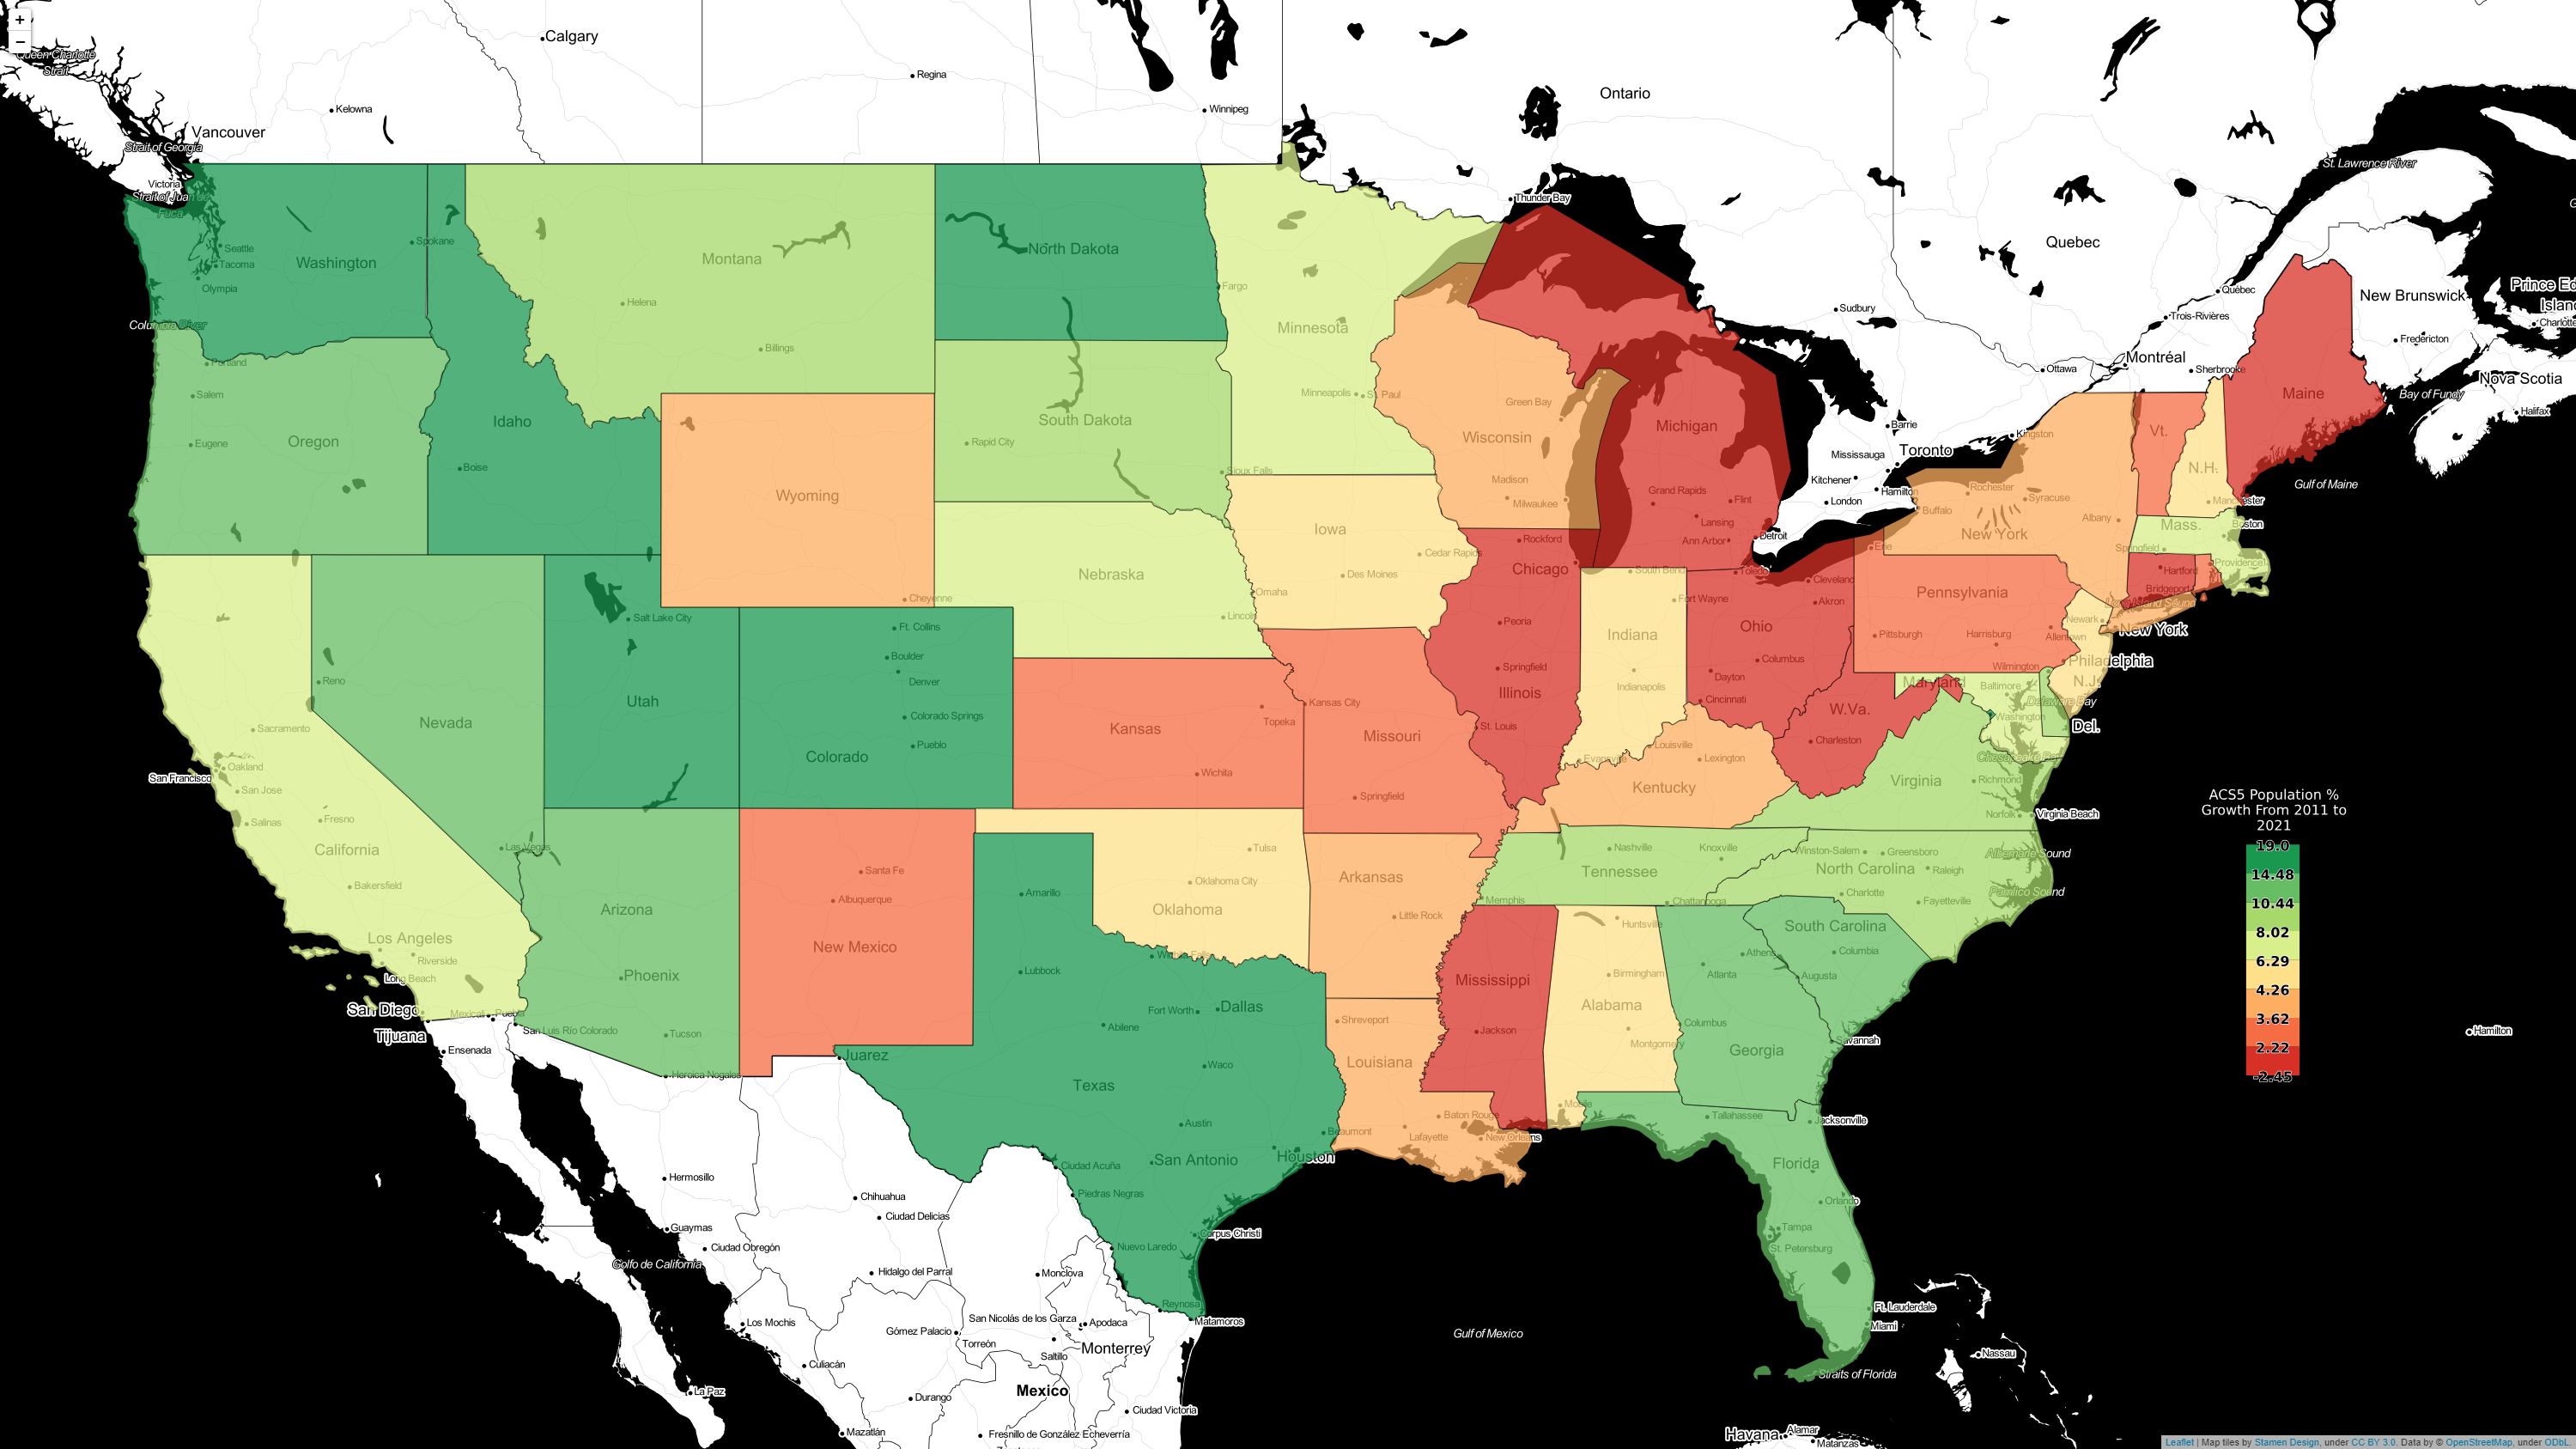 +
−
Queen Charlotte
Strait
Calgary
Regina
Kelowna
Winnipeg
Ontario
Vancouver
Strait of Georgia
Victoria
Strait of Juan de
Fuca
Thunder Bay
St. Lawrence River
Seattle
Spokane
Tacoma
Washington
Olympia
Montana
Helena
Billings
North Dakota
Fargo
Quebec
Québec
New Brunswick
Fredericton
Prince Ed
Islan
Charlotte
Sudbury
Trois-Rivières
Montréal
Sherbrooke
Ottawa
Nova Scotia
Halifax
Bay of Fundy
Maine
Gulf of Maine
Columbia River
Portland
Salem
Eugene
Oregon
Idaho
Boise
Minnesota
Minneapolis
St. Paul
South Dakota
Rapid City
Sioux Falls
Wyoming
Cheyenne
Green Bay
Wisconsin
Madison
Milwaukee
Michigan
Grand Rapids
Flint
Lansing
Ann Arbor
Detroit
Barrie
Toronto
Mississauga
Kitchener
Hamilton
London
Kingston
Rochester
Syracuse
Buffalo
Albany
New York
Vt.
N.H.
Manchester
Mass.
Boston
Springfield
Providence
Hartford
Bridgeport
Long Island Sound
New York
Newark
Iowa
Cedar Rapids
Des Moines
Nebraska
Omaha
Lincoln
Rockford
Chicago
South Bend
Toledo
Cleveland
Erie
Fort Wayne
Akron
Pennsylvania
Pittsburgh
Harrisburg
Allentown
Philadelphia
Wilmington
N.J.
Peoria
Springfield
Illinois
Indiana
Indianapolis
Ohio
Columbus
Dayton
Cincinnati
Maryland
Baltimore
Delaware Bay
Washington
Del.
W.Va.
Charleston
Chesapeake Bay
Salt Lake City
Utah
Ft. Collins
Boulder
Denver
Colorado Springs
Pueblo
Colorado
Reno
Nevada
Sacramento
San Francisco
Oakland
San Jose
Salinas
Fresno
California
Bakersfield
Las Vegas
Los Angeles
Riverside
Long Beach
San Diego
Tijuana
Mexicali
Puebla
San Luis Río Colorado
Ensenada
Kansas
Topeka
Wichita
Kansas City
Missouri
St. Louis
Springfield
Evansville
Louisville
Lexington
Kentucky
Virginia
Richmond
Norfolk
Virginia Beach
Nashville
Knoxville
Tennessee
Memphis
Chattanooga
Winston-Salem
Greensboro
North Carolina
Raleigh
Charlotte
Fayetteville
Albemarle Sound
Pamlico Sound
Arizona
Phoenix
Tucson
Heroica Nogales
Santa Fe
Albuquerque
New Mexico
Juarez
Amarillo
Lubbock
Tulsa
Oklahoma City
Oklahoma
Wichita Falls
Fort Worth
Dallas
Abilene
Waco
Texas
Austin
San Antonio
Houston
Beaumont
Corpus Christi
Arkansas
Little Rock
Shreveport
Louisiana
Baton Rouge
Lafayette
New Orleans
Mississippi
Jackson
Huntsville
Birmingham
Alabama
Montgomery
Mobile
Columbus
Athens
Atlanta
Georgia
Augusta
Savannah
South Carolina
Columbia
Tallahassee
Jacksonville
Florida
Orlando
Tampa
St. Petersburg
Ft. Lauderdale
Miami
Straits of Florida
Nassau
Hamilton
ACS5 Population %
Growth From 2011 to
2021
19.0
14.48
10.44
8.02
6.29
4.26
3.62
2.22
-2.45
Ciudad Acuña
Piedras Negras
Nuevo Laredo
Hermosillo
Guaymas
Ciudad Obregón
Golfo de California
Chihuahua
Ciudad Delicias
Hidalgo del Parral
Monclova
Reynosa
Matamoros
Los Mochis
San Nicolás de los Garza
Apodaca
Gómez Palacio
Torreón
Saltillo
Monterrey
Culiacán
La Paz
Durango
Mexico
Ciudad Victoria
Mazatlán
Fresnillo de González Echeverría
Gulf of Mexico
Havana
Alamar
Matanzas
Leaflet | Map tiles by Stamen Design, under CC BY 3.0. Data by © OpenStreetMap, under ODbL.